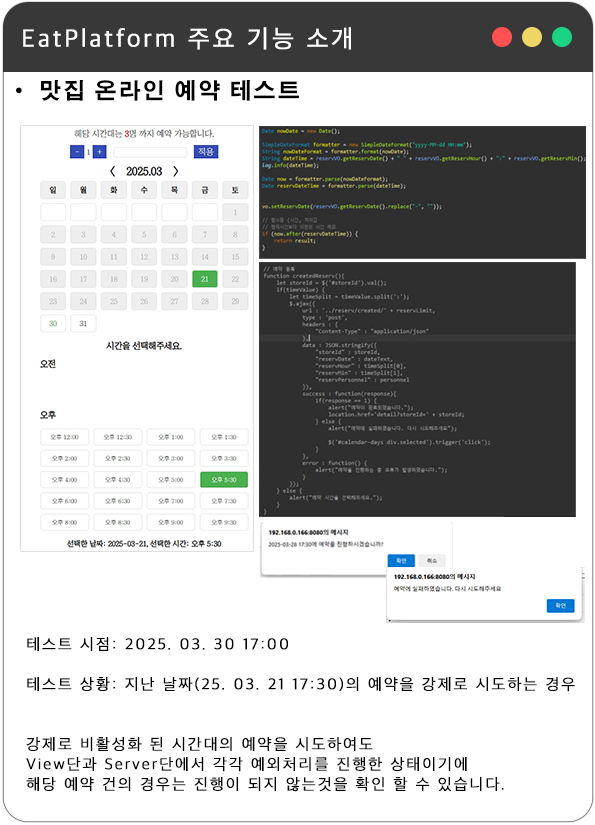 EatPlatform 주요 기능 소개
• 맛집 온라인 예약 테스트
해당 시간대는 3명 까지 예약 가능합니다.
- 1 + 적용
〈 2025.03 〉
일 월 화 수 목 금 토
1
2 3 4 5 6 7 8
9 10 11 12 13 14 15
16 17 18 19 20 21 22
23 24 25 26 27 28 29
30 31
시간을 선택해주세요.
오전
오후
오후 12:00 오후 12:30 오후 1:00 오후 1:30
오후 2:00 오후 2:30 오후 3:00 오후 3:30
오후 4:00 오후 4:30 오후 5:00 오후 5:30
오후 6:00 오후 6:30 오후 7:00 오후 7:30
오후 8:00 오후 8:30 오후 9:00 오후 9:30
선택한 날짜: 2025-03-21, 선택한 시간: 오후 5:30
Date nowDate = new Date();
SimpleDateFormat formatter = new SimpleDateFormat("yyyy-MM-dd HH:mm");
String nowDateFormat = formatter.format(nowDate);
String dateTime = reservVO.getReservDate() + " " + reservVO.getReservHour() + ":" + reservVO.getReservMin();
log.info(dateTime);
Date now = formatter.parse(nowDateFormat);
Date reservDateTime = formatter.parse(dateTime);
vo.setReservDate(reservVO.getReservDate().replace("-", ""));
if (now.after(reservDateTime)) {
return result;
}
// 예약 등록
function createdReserv(){
let storeId = $('#storeId').val();
if(timeValue) {
let timeSplit = timeValue.split(':');
$.ajax({
url : '../reserv/created/' + reservLimit,
type : 'post',
headers : {
"Content-Type" : "application/json"
},
data : JSON.stringify({
"storeId" : storeId,
"reservDate" : dateText,
"reservHour" : timeSplit[0],
"reservMin" : timeSplit[1],
"reservPersonnel" : personnel
}),
success : function(response){
if(response == 1) {
alert("예약이 완료되었습니다.");
location.href='detail?storeId=' + storeId;
} else {
alert("예약에 실패하였습니다. 다시 시도해주세요");
$('#calendar-days div.selected').trigger('click');
}
},
error : function() {
alert("예약을 진행하는 중 오류가 발생하였습니다.");
}
});
} else {
alert("예약 시간을 선택해주세요.");
}
}
192.168.0.166:8080의 메시지
2025-03-28 17:30에 예약을 진행하시겠습니까?
확인 취소
192.168.0.166:8080의 메시지
예약에 실패하였습니다. 다시 시도해주세요
확인
테스트 시점: 2025. 03. 30 17:00
테스트 상황: 지난 날짜(25. 03. 21 17:30)의 예약을 강제로 시도하는 경우
강제로 비활성화 된 시간대의 예약을 시도하여도
View단과 Server단에서 각각 예외처리를 진행한 상태이기에
해당 예약 건의 경우는 진행이 되지 않는것을 확인 할 수 있습니다.